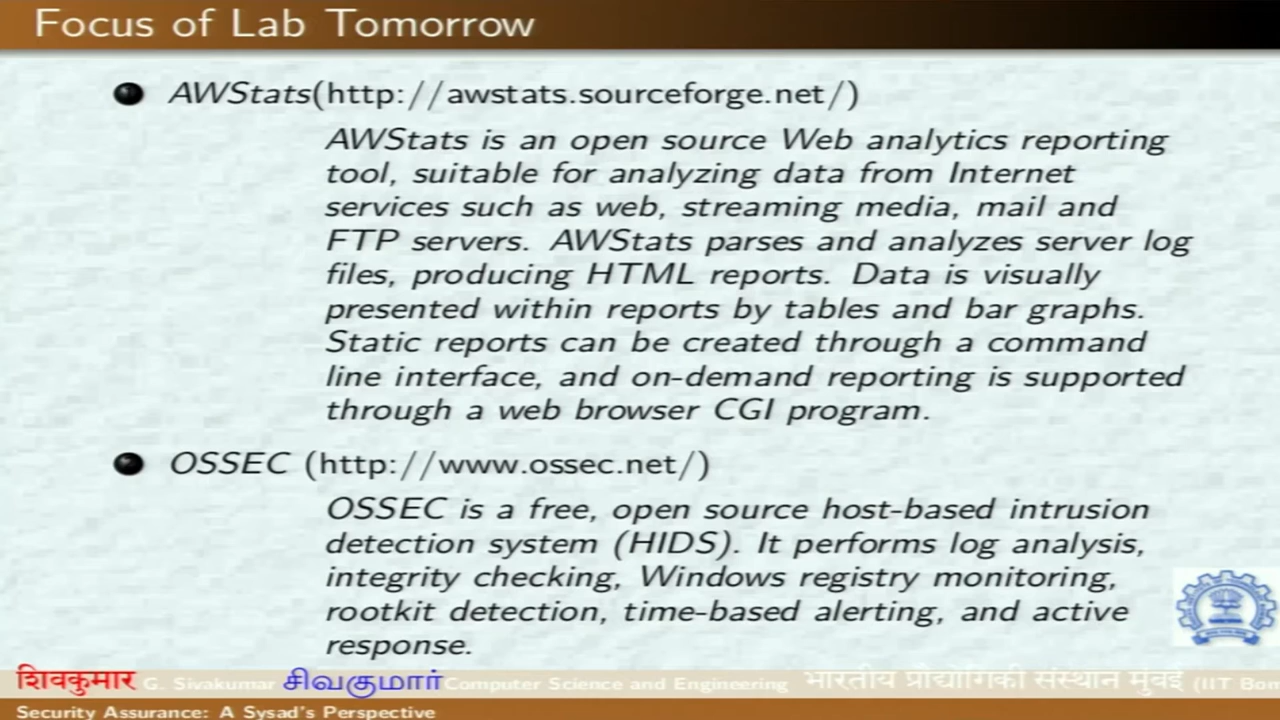 Focus of Lab Tomorrow
AWStats(http://awstats.sourceforge.net/)
AWStats is an open source Web analytics reporting
tool, suitable for analyzing data from Internet
services such as web, streaming media, mail and
FTP servers. AWStats parses and analyzes server log
files, producing HTML reports. Data is visually
presented within reports by tables and bar graphs.
Static reports can be created through a command
line interface, and on-demand reporting is supported
through a web browser CGI program.
OSSEC (http://www.ossec.net/)
OSSEC is a free, open source host-based intrusion
detection system (HIDS). It performs log analysis,
integrity checking, Windows registry monitoring,
rootkit detection, time-based alerting, and active
response.
शिवकुमार G. Sivakumar சிவகுமார் Computer Science and Engineering भारतीय प्रौद्योगिकी संस्थान मुंबई (IIT Bom
Security Assurance: A Sysad's Perspective